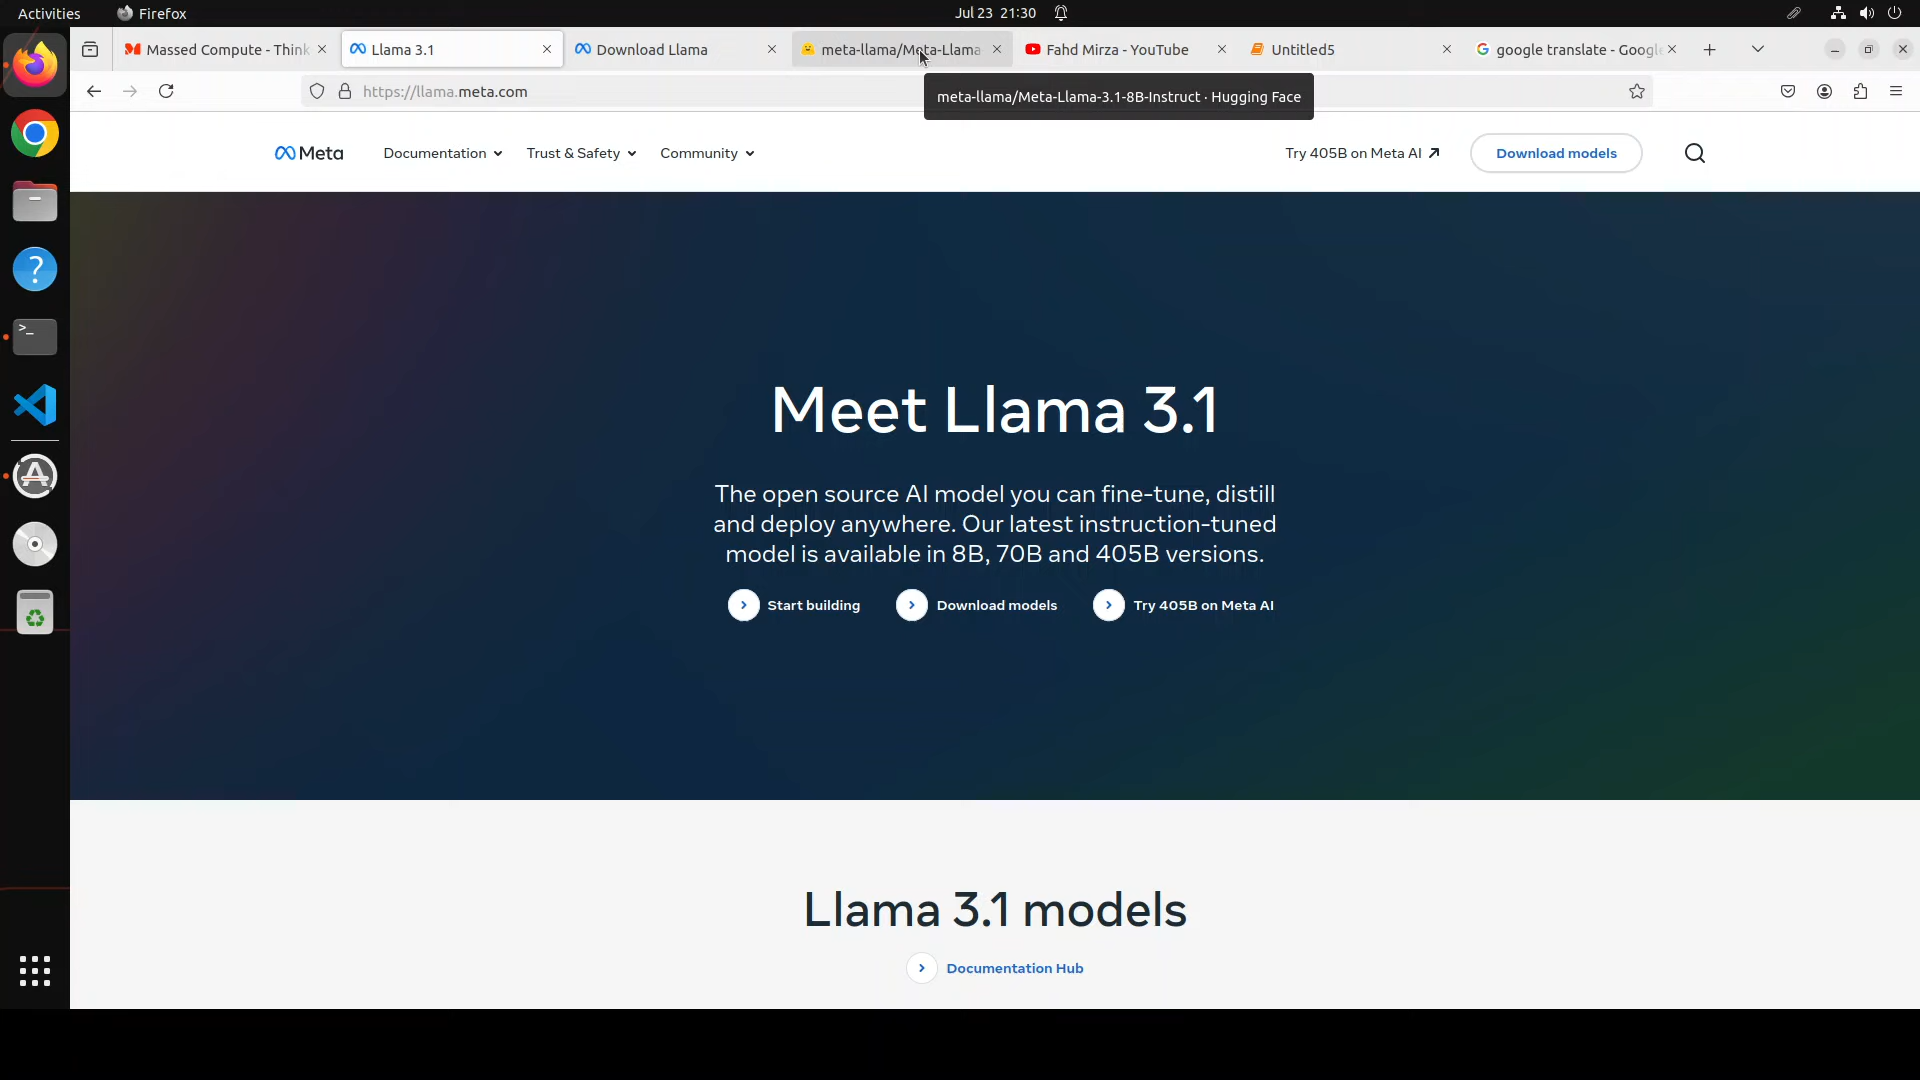 Activities
Firefox
Jul 23 21:30
Massed Compute - Think
Llama 3.1
Download Llama
meta-llama/Meta-Llama
Fahd Mirza - YouTube
Untitled5
google translate - Google
https://llama.meta.com
meta-llama/Meta-Llama-3.1-8B-Instruct · Hugging Face
Meta
Documentation
Trust & Safety
Community
Try 405B on Meta AI
Download models
Meet Llama 3.1
The open source AI model you can fine-tune, distill
and deploy anywhere. Our latest instruction-tuned
model is available in 8B, 70B and 405B versions.
Start building
Download models
Try 405B on Meta AI
Llama 3.1 models
Documentation Hub